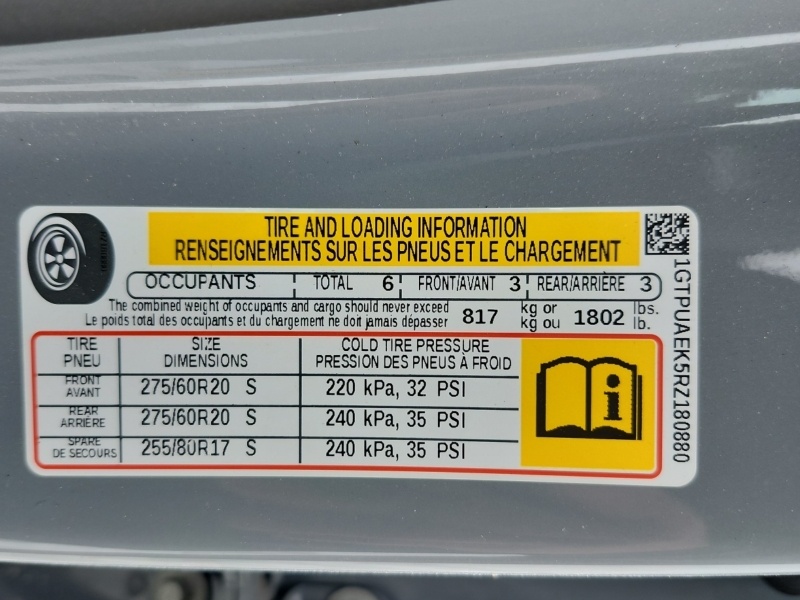 TIRE AND LOADING INFORMATION
RENSEIGNEMENTS SUR LES PNEUS ET LE CHARGEMENT
OCCUPANTS TOTAL 6 FRONT/AVANT 3 REAR/ARRIÈRE 3
The combined weight of occupants and cargo should never exceed 817 kg or 1802 lbs.
Le poids total des occupants et du chargement ne doit jamais dépasser kg ou lb.
TIRE SIZE COLD TIRE PRESSURE
PNEU DIMENSIONS PRESSION DES PNEUS À FROID
FRONT
AVANT 275/60R20 S 220 kPa, 32 PSI
REAR
ARRIÈRE 275/60R20 S 240 kPa, 35 PSI
SPARE
DE SECOURS 255/80R17 S 240 kPa, 35 PSI
1GTPUAEK5RZ180880